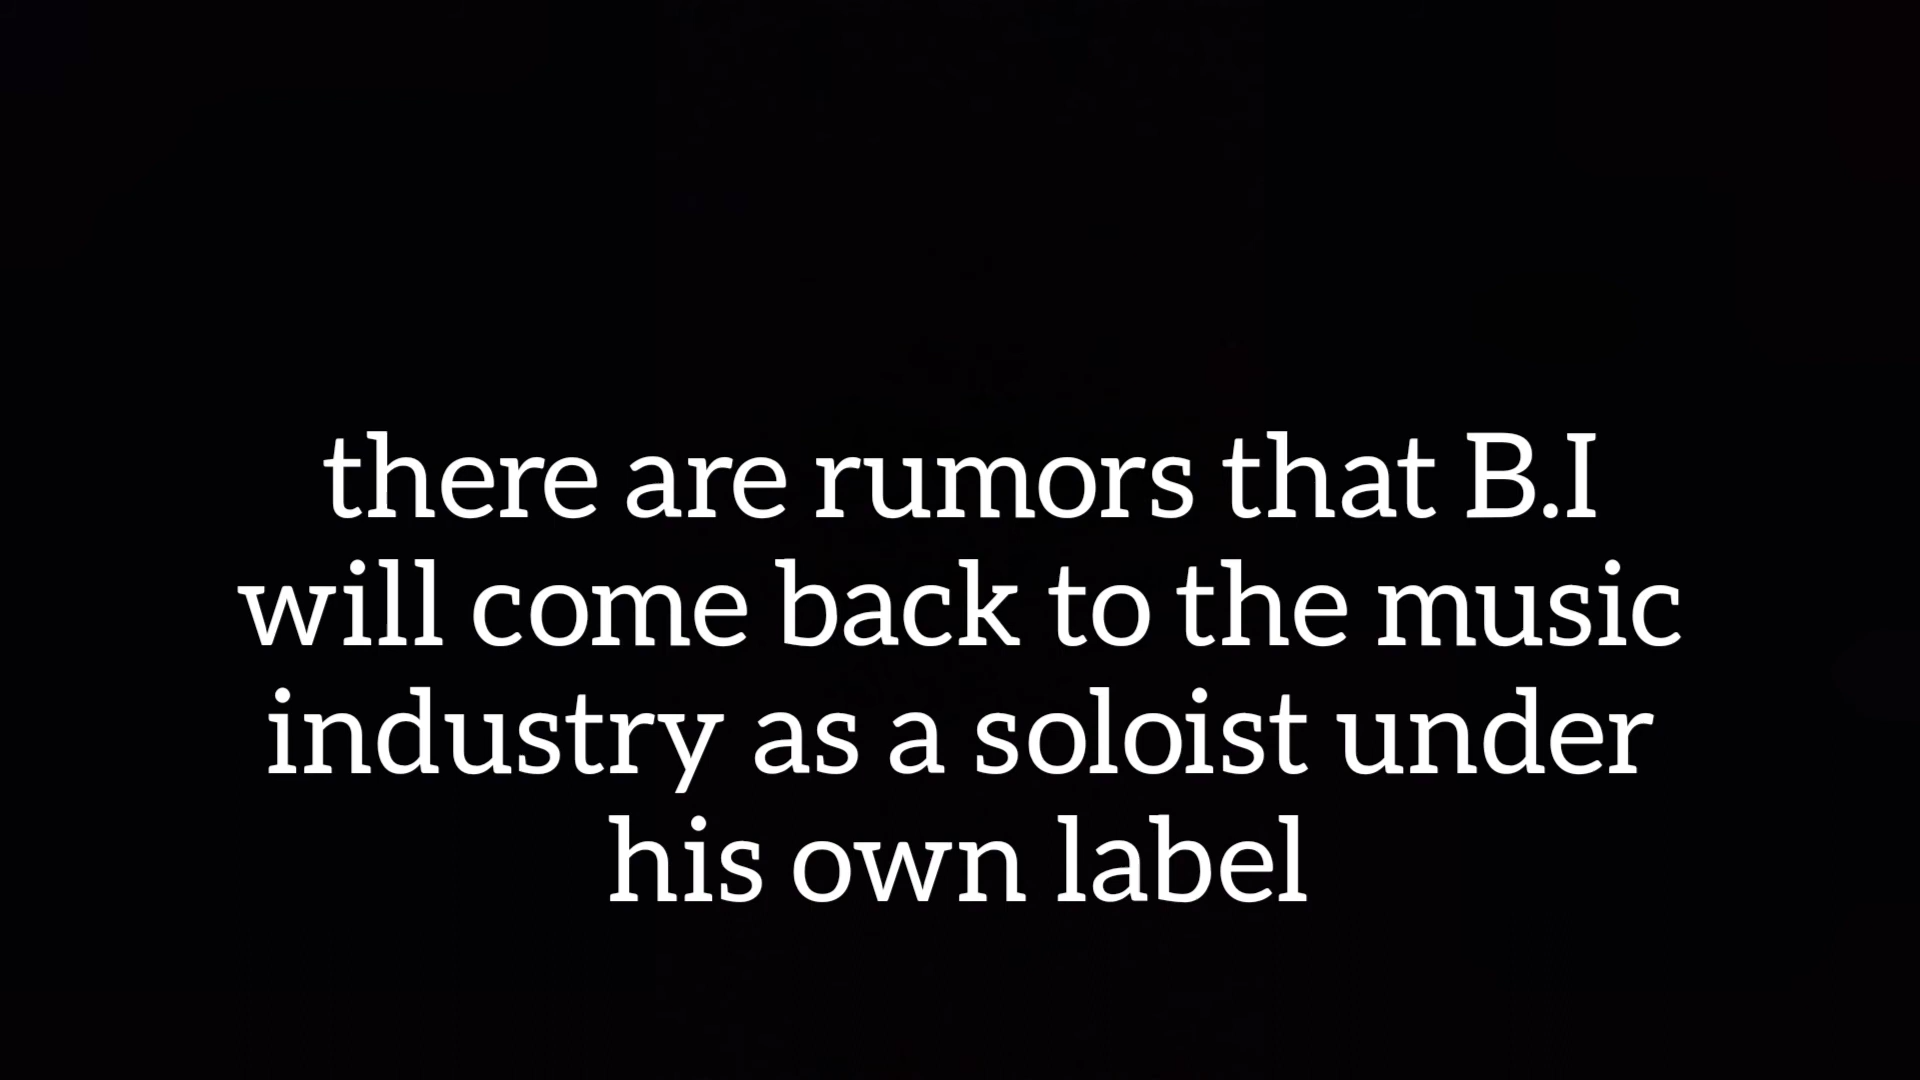 there are rumors that B.I
will come back to the music
industry as a soloist under
his own label